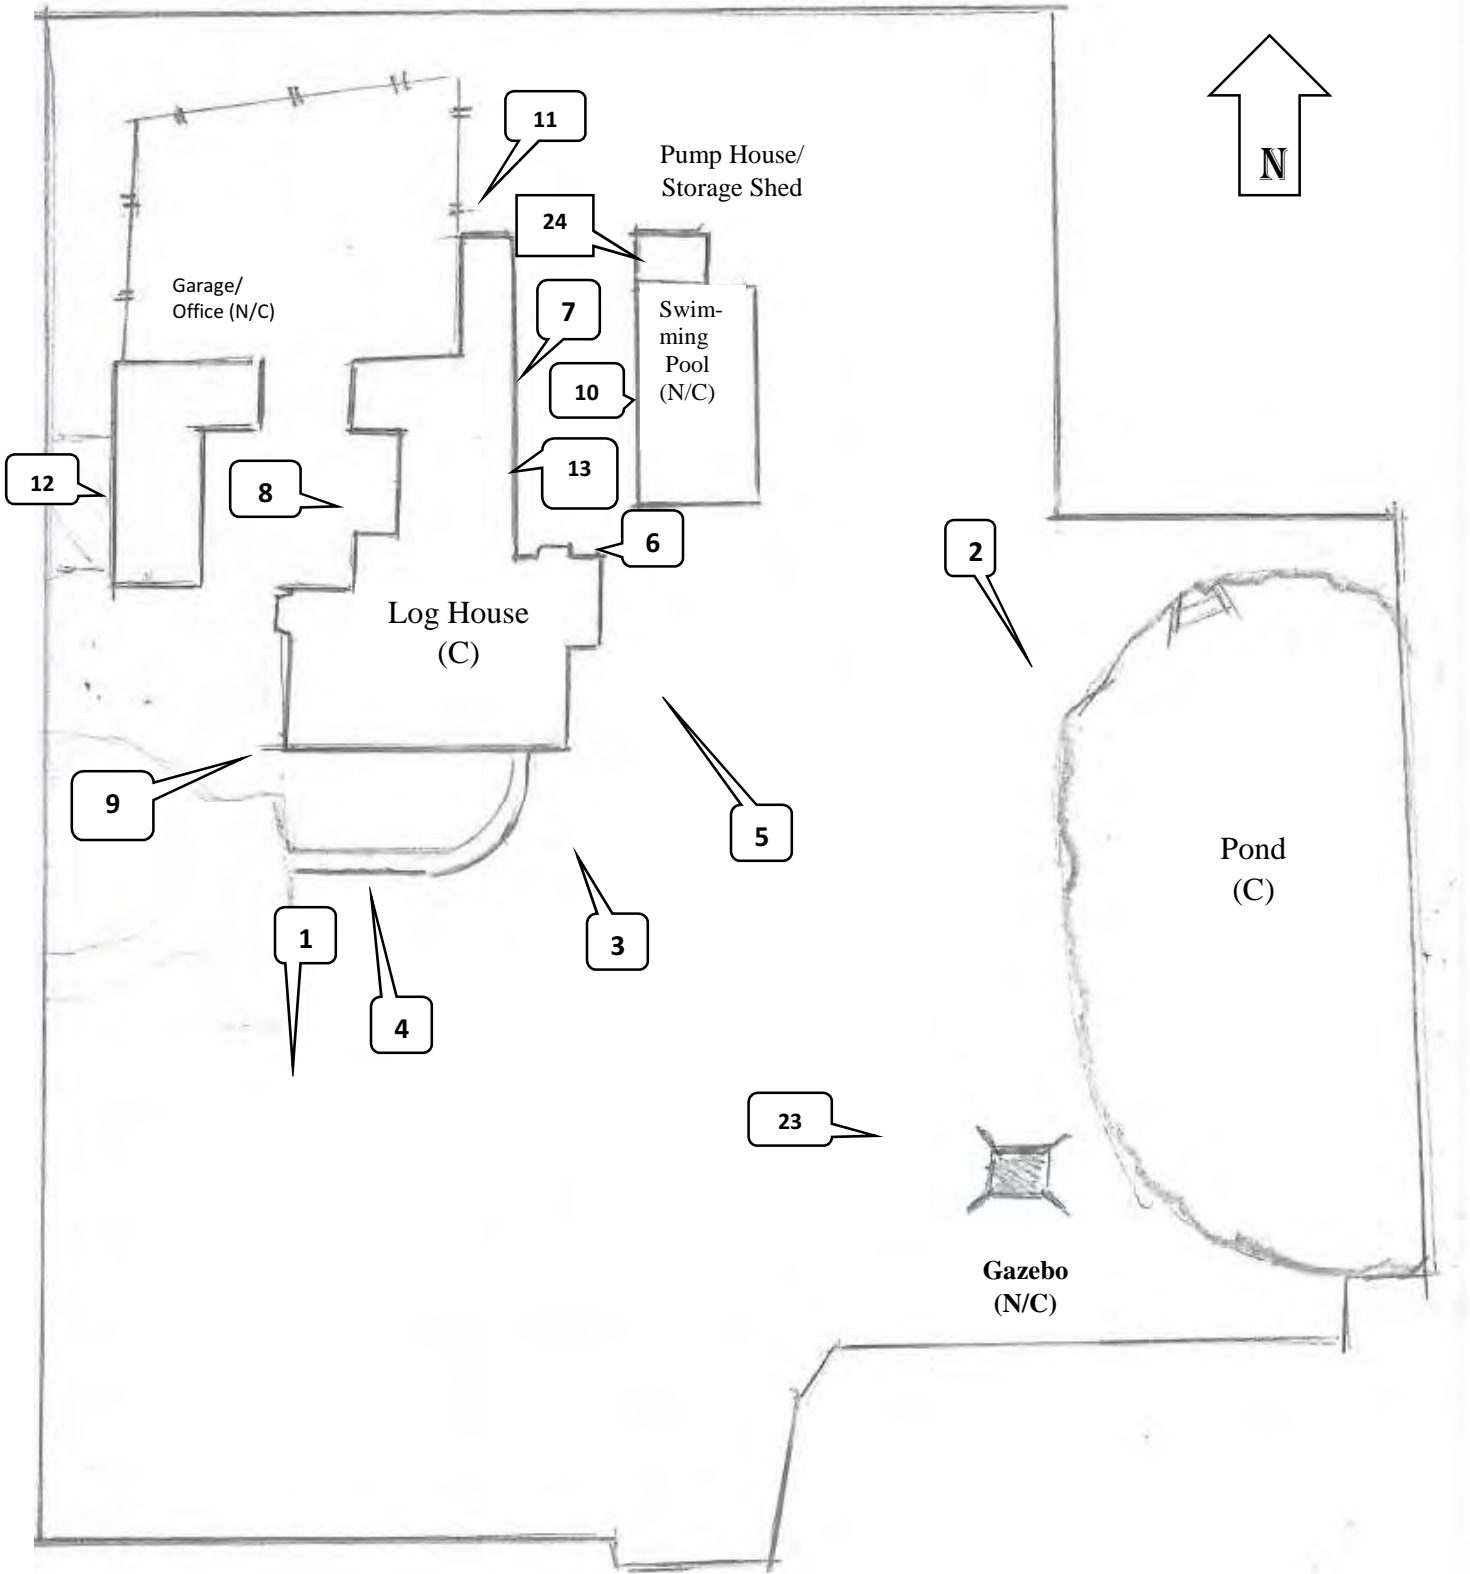 11
Pump House/
Storage Shed
N
24
Garage/
Office (N/C)
7
Swim-
ming
Pool
(N/C)
10
13
12
8
6
2
Log House
(C)
9
5
Pond
(C)
1
3
4
23
Gazebo
(N/C)